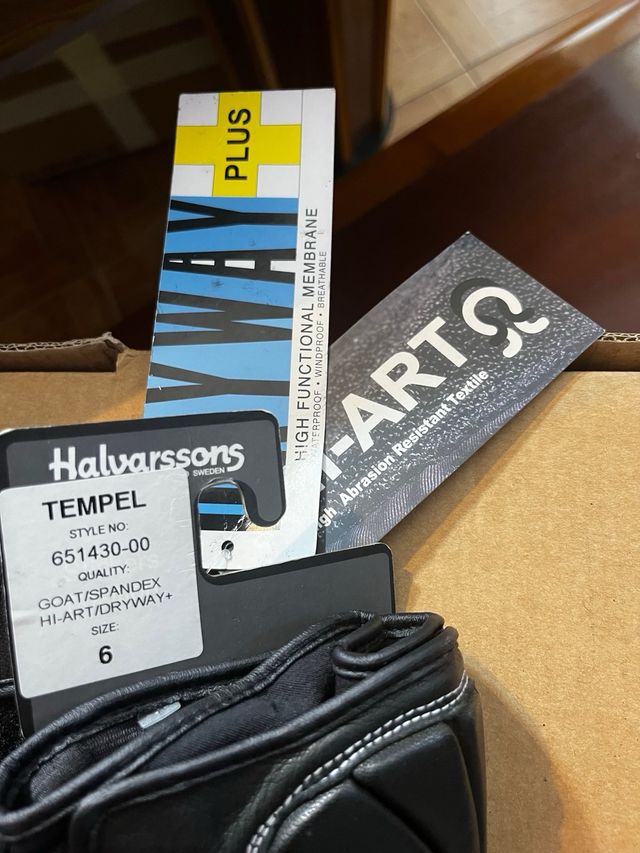 PLUS
YWAY
HIGH FUNCTIONAL MEMBRANE
WATERPROOF • WINDPROOF • BREATHABLE
I-ART
High Abrasion Resistant Textile
Halvarssons
SWEDEN
TEMPEL
STYLE NO:
651430-00
QUALITY:
GOAT/SPANDEX
HI-ART/DRYWAY+
SIZE:
6